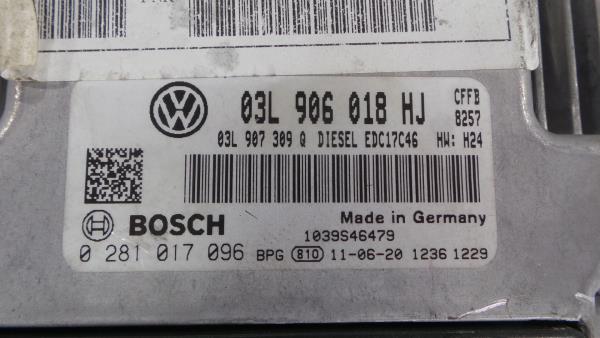 03L 906 018 HJ CFFB
8257
03L 907 309 Q DIESEL EDC17C46 HW: H24
BOSCH
Made in Germany
1039S46479
0 281 017 096 BPG 810 11-06-20 1236 1229